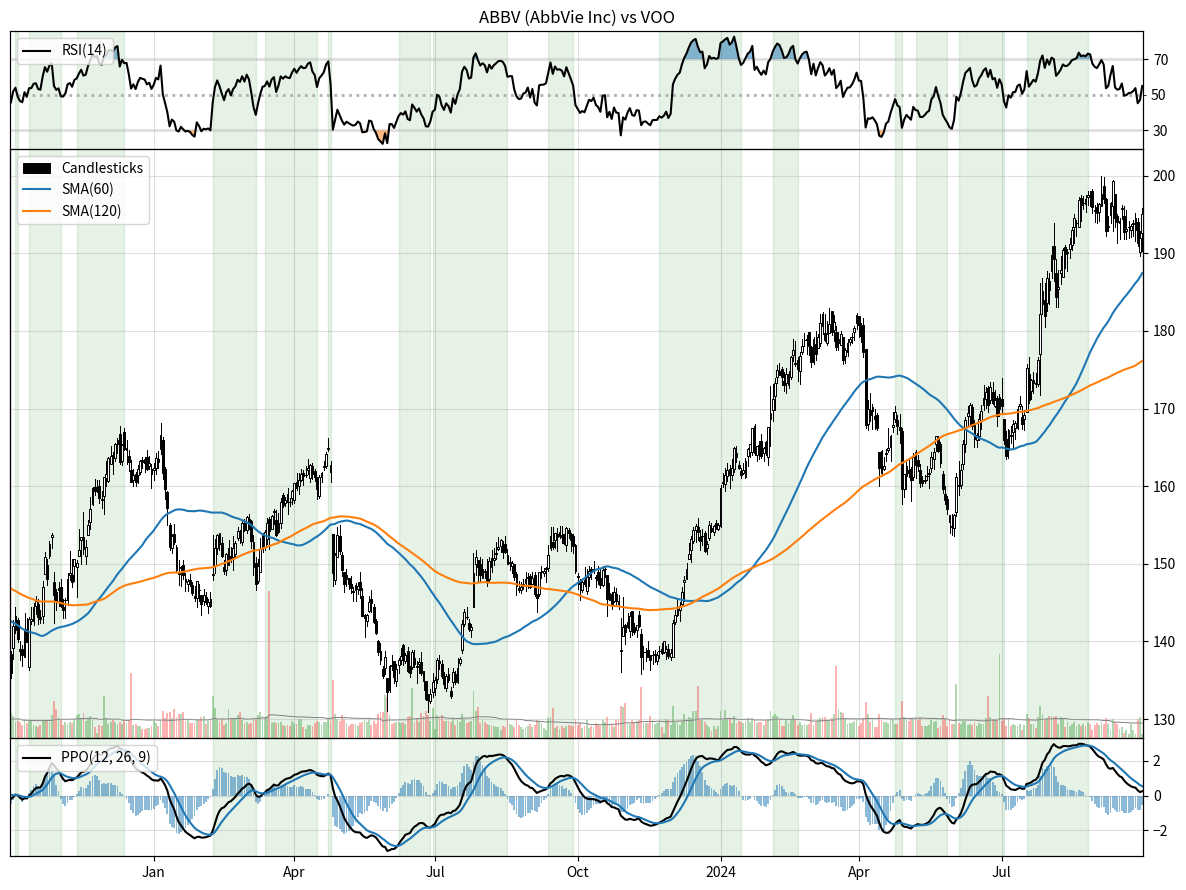 ABBV (AbbVie Inc) vs VOO
RSI(14)
70
50
30
Candlesticks
SMA(60)
SMA(120)
200
190
180
170
160
150
140
130
PPO(12, 26, 9)
2
0
−2
Jan Apr Jul Oct 2024 Apr Jul